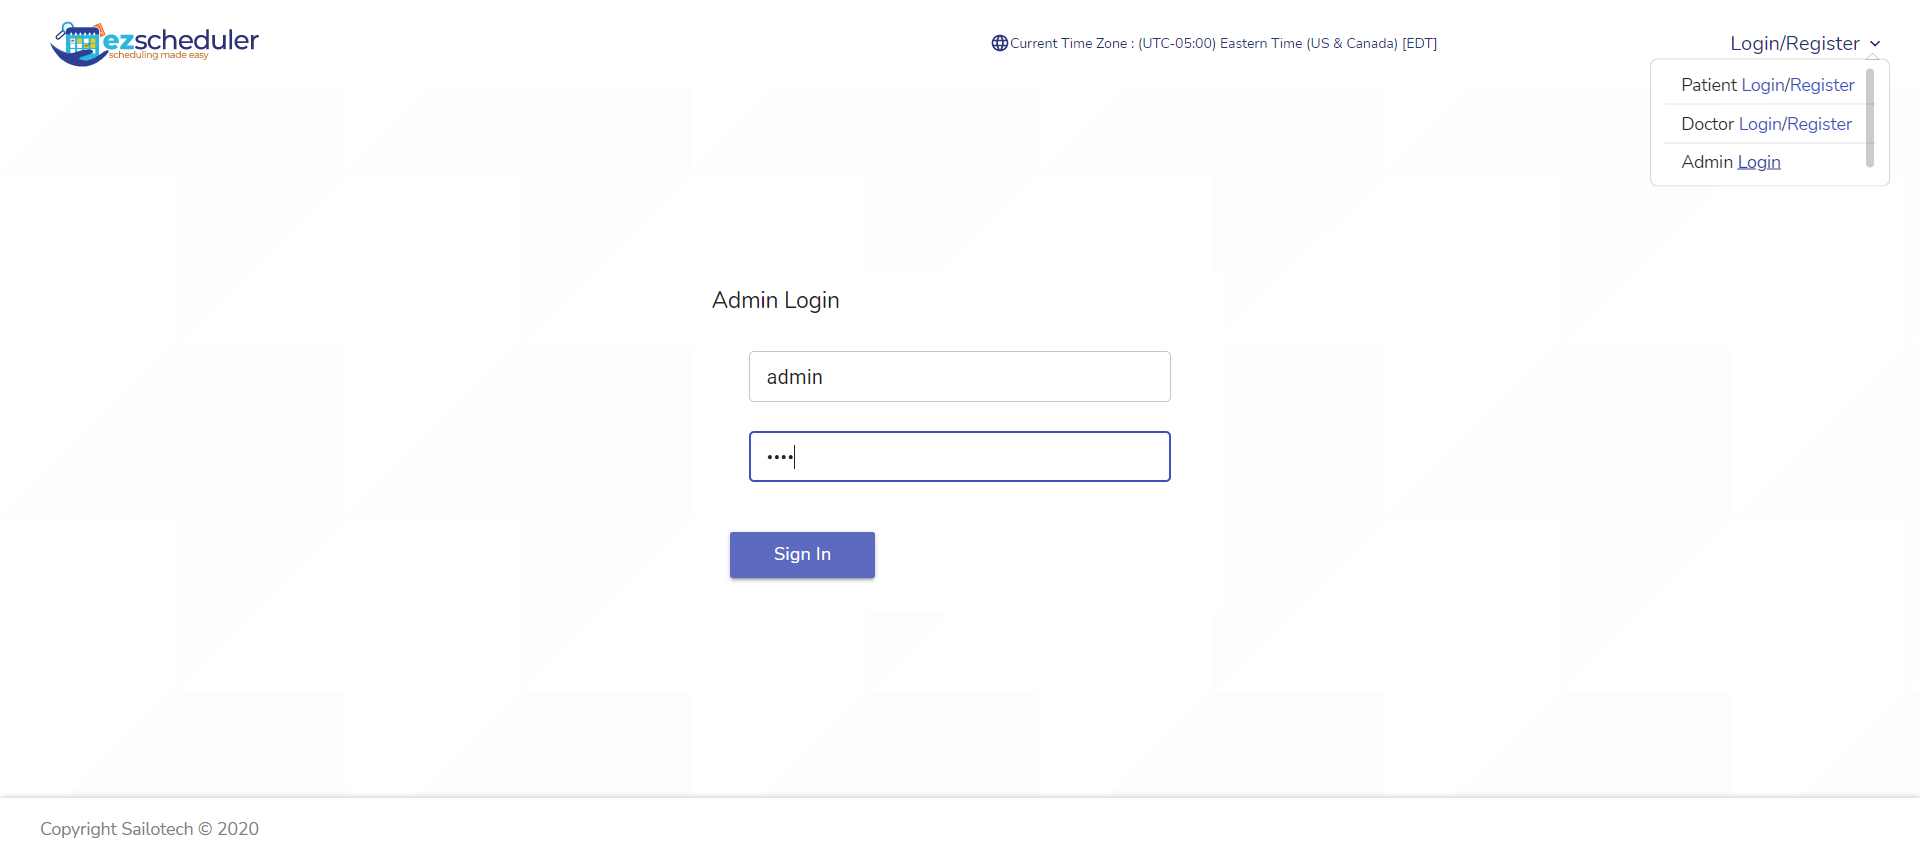 ezscheduler
scheduling made easy
Current Time Zone : (UTC-05:00) Eastern Time (US & Canada) [EDT]
Login/Register
Patient Login/Register
Doctor Login/Register
Admin Login
Admin Login
admin
••••
Sign In
Copyright Sailotech © 2020